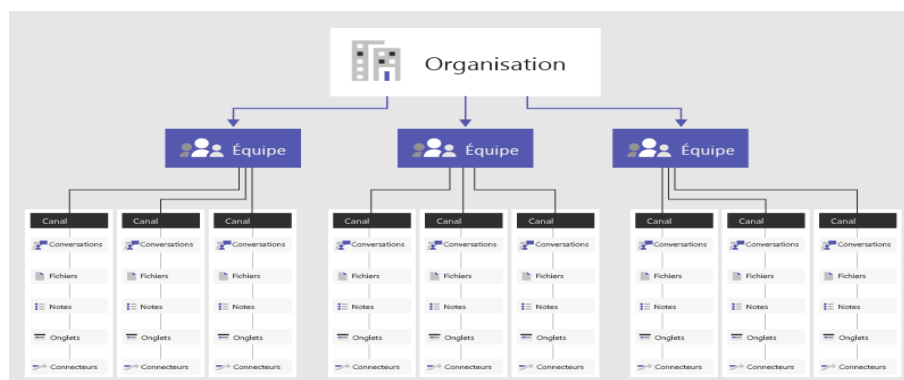 Organisation
Équipe Équipe Équipe
Canal Canal Canal Canal Canal Canal Canal Canal Canal
Conversations Conversations Conversations Conversations Conversations Conversations Conversations Conversations Conversations
Fichiers Fichiers Fichiers Fichiers Fichiers Fichiers Fichiers Fichiers Fichiers
Notes Notes Notes Notes Notes Notes Notes Notes Notes
Onglets Onglets Onglets Onglets Onglets Onglets Onglets Onglets Onglets
Connecteurs Connecteurs Connecteurs Connecteurs Connecteurs Connecteurs Connecteurs Connecteurs Connecteurs